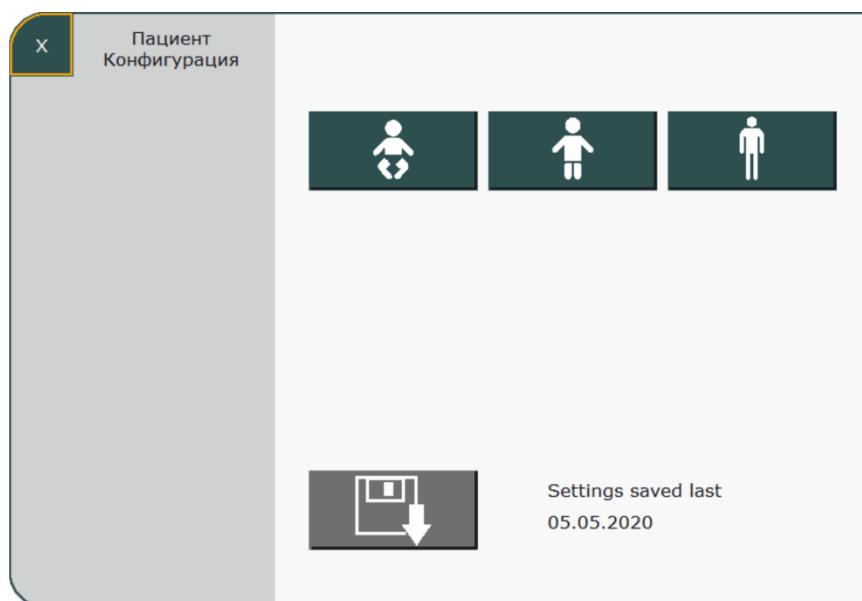 X
Пациент
Конфигурация
Settings saved last
05.05.2020